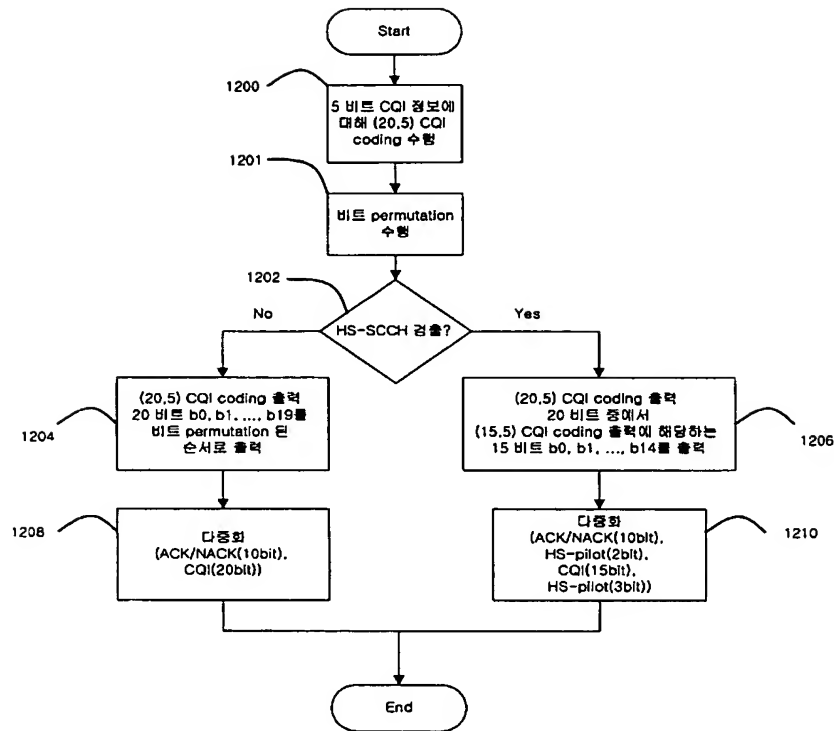 Start
1200
5 비트 CQI 정보에
대해 (20,5) CQI
coding 수행
1201
비트 permutation
수행
1202
HS-SCCH 검출?
No
Yes
1204
(20,5) CQI coding 출력
20 비트 b0, b1, ..., b19를
비트 permutation 된
순서로 출력
(20,5) CQI coding 출력
20 비트 중에서
(15,5) CQI coding 출력에 해당하는
15 비트 b0, b1, ..., b14를 출력
1206
1208
다중화
(ACK/NACK(10bit),
CQI(20bit))
다중화
(ACK/NACK(10bit),
HS-pilot(2bit),
CQI(15bit),
HS-pilot(3bit))
1210
End